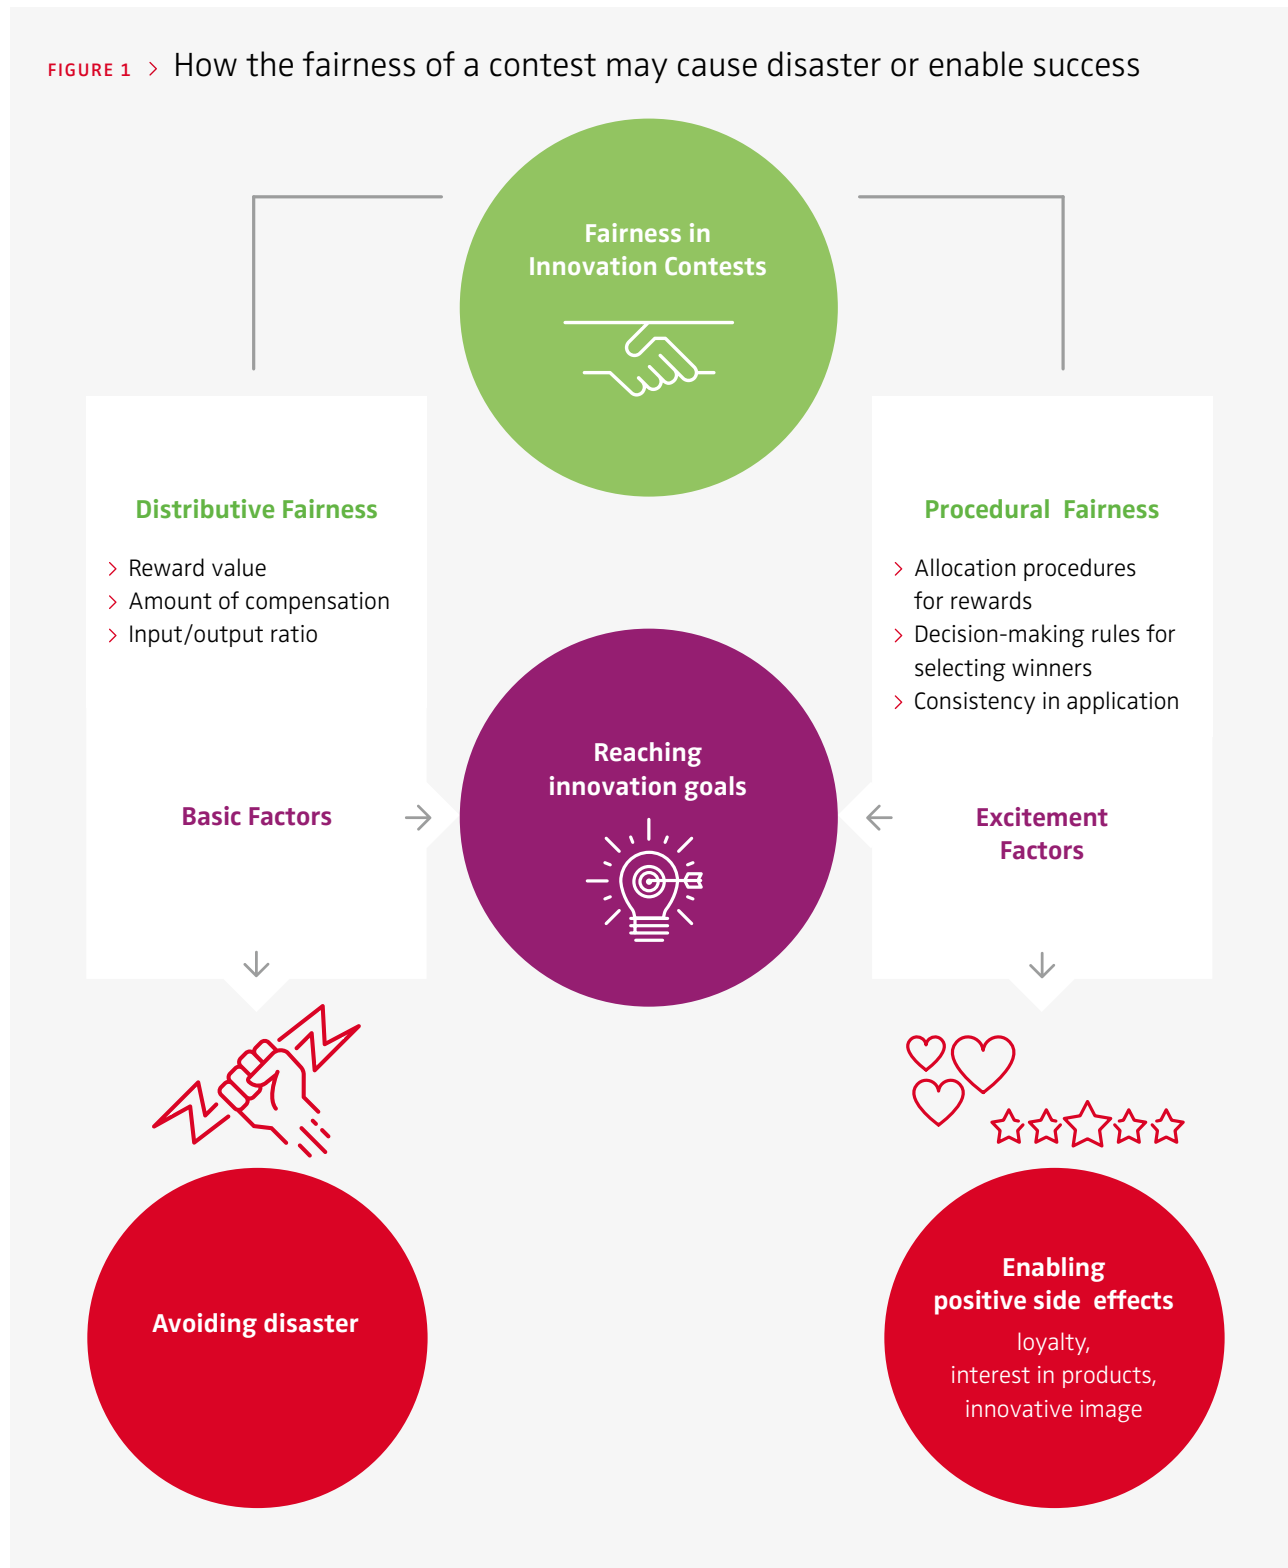 FIGURE 1 > How the fairness of a contest may cause disaster or enable success
Fairness in
Innovation Contests
Distributive Fairness
> Reward value
> Amount of compensation
> Input/output ratio
Basic Factors
Reaching
innovation goals
Procedural Fairness
> Allocation procedures
for rewards
> Decision-making rules for
selecting winners
> Consistency in application
Excitement
Factors
Avoiding disaster
Enabling
positive side effects
loyalty,
interest in products,
innovative image